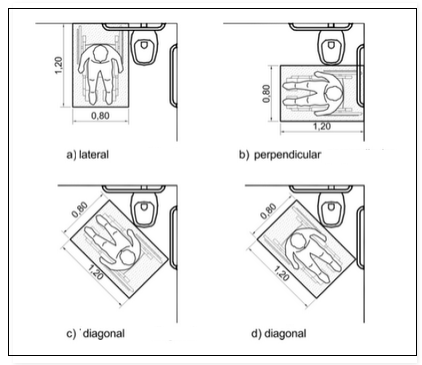 1,20
0,80
a) lateral
0,80
1,20
b) perpendicular
0,80
1,20
c) diagonal
0,80
1,20
d) diagonal